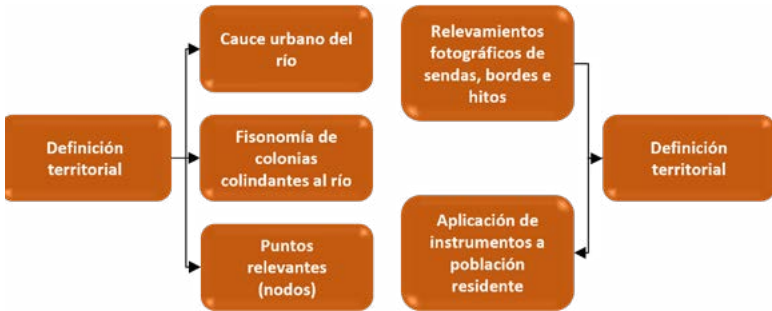 Definición
territorial
Cauce urbano del
río
Fisonomía de
colonias
colindantes al río
Puntos
relevantes
(nodos)
Relevamientos
fotográficos de
sendas, bordes e
hitos
Aplicación de
instrumentos a
población
residente
Definición
territorial